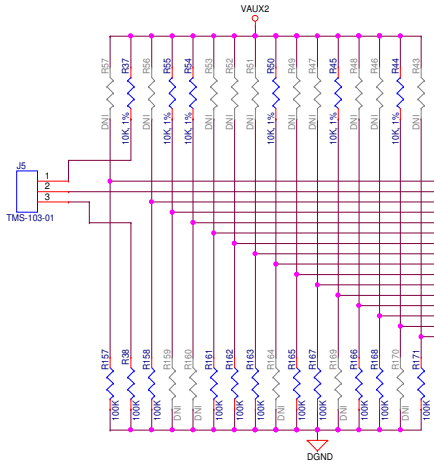 VAUX2
R57
R37
R56
R55
R54
R53
R52
R51
R50
R49
R47
R45
R48
R46
R44
R43
DNI
10K, 1%
DNI
10K, 1%
10K, 1%
DNI
DNI
DNI
10K, 1%
DNI
DNI
10K, 1%
DNI
DNI
10K, 1%
DNI
J5
1
2
3
TMS-103-01
R157
R38
R158
R159
R160
R161
R162
R163
R164
R165
R167
R169
R166
R168
R170
R171
100K
100K
100K
DNI
DNI
100K
100K
100K
DNI
100K
100K
DNI
100K
100K
DNI
100K
DGND